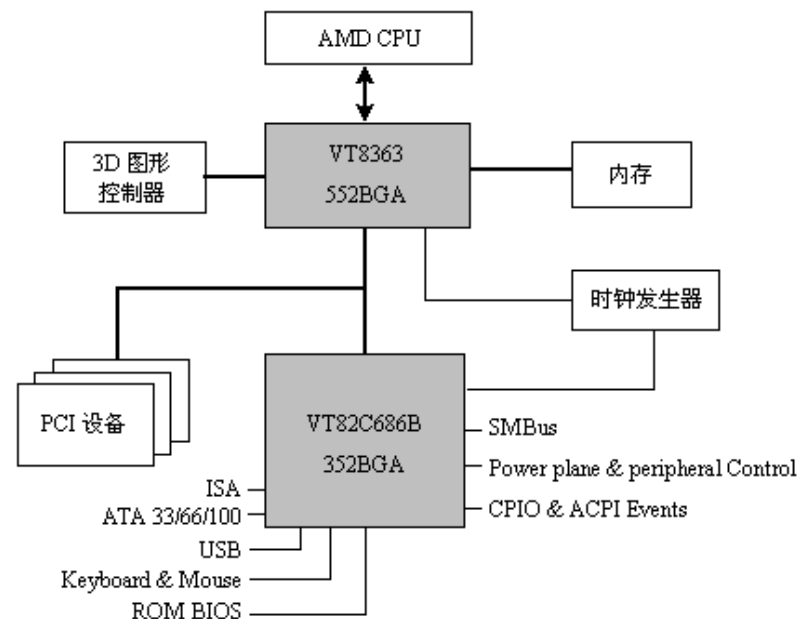 AMD CPU
3D 图形
控制器
VT8363
552BGA
内存
时钟发生器
PCI 设备
VT82C686B
352BGA
SMBus
Power plane & peripheral Control
CPIO & ACPI Events
ISA
ATA 33/66/100
USB
Keyboard & Mouse
ROM BIOS